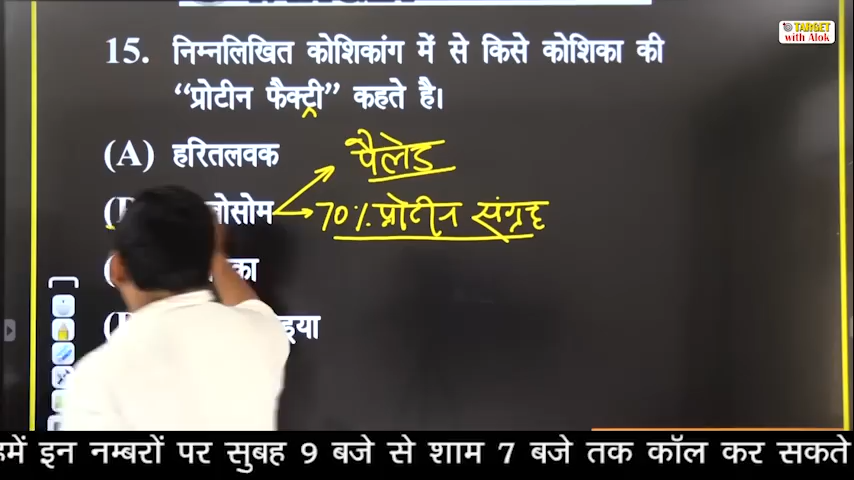 TARGET
with Alok
15. निम्नलिखित कोशिकांग में से किसे कोशिका की
“प्रोटीन फैक्ट्री” कहते है।
(A) हरितलवक
पैलेड
70% प्रोटीन संग्रह
हमें इन नम्बरों पर सुबह 9 बजे से शाम 7 बजे तक कॉल कर सकते